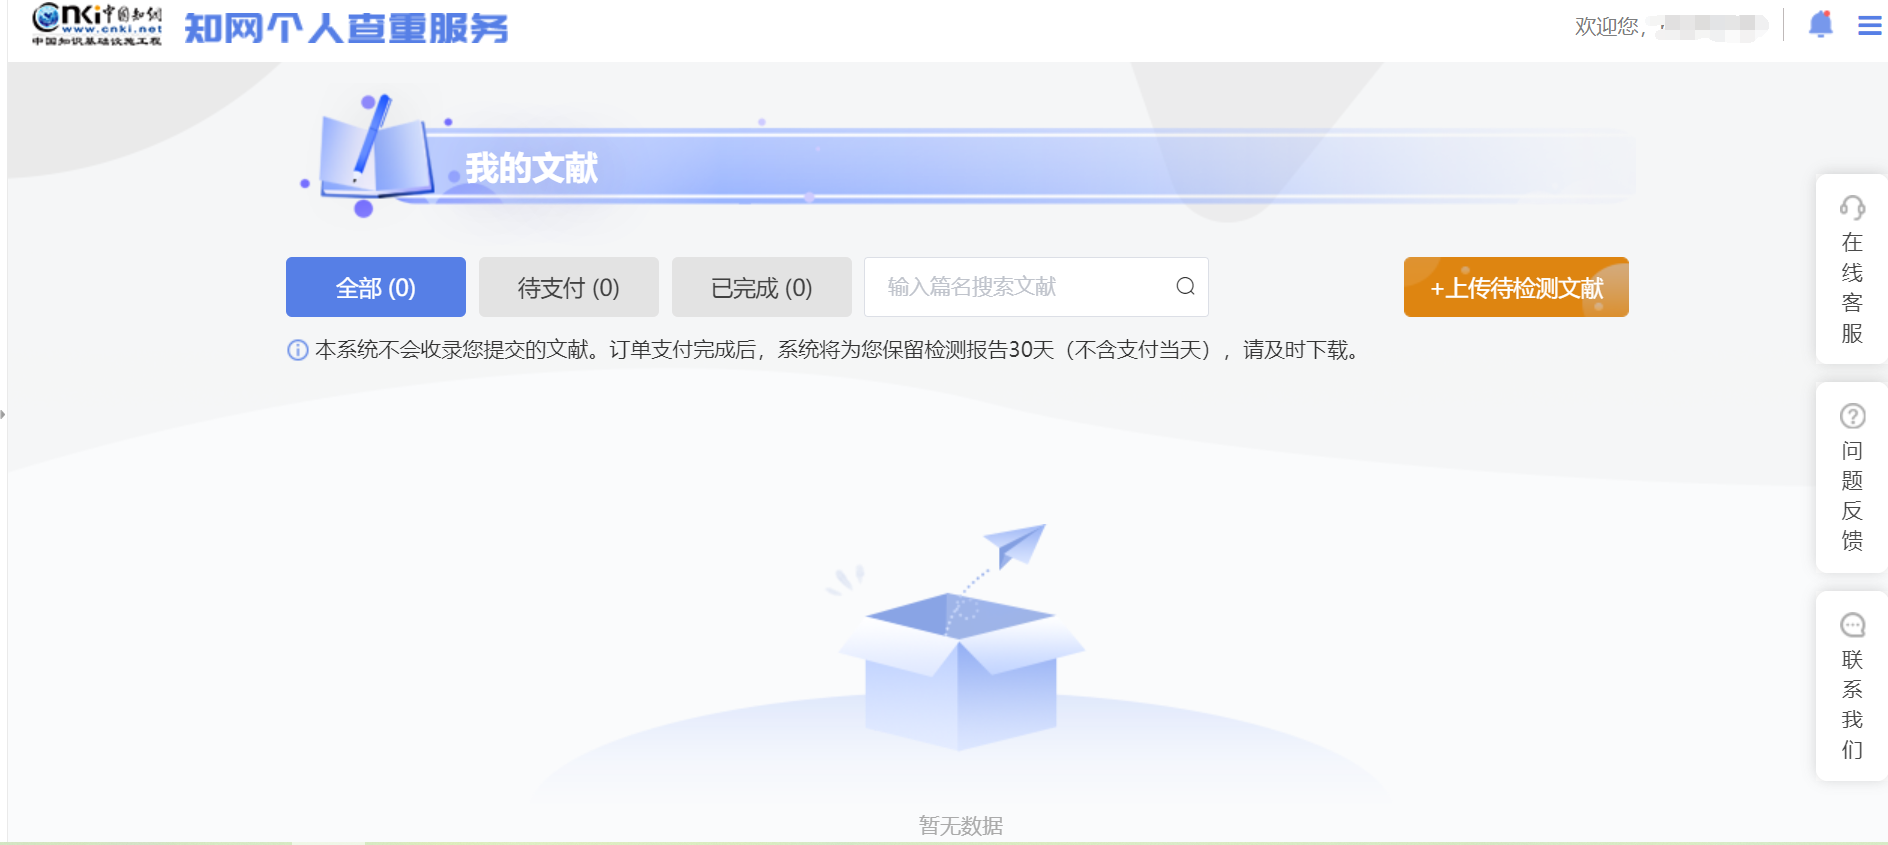 CNKi中国知网
www.cnki.net
中国知识基础设施工程
知网个人查重服务
欢迎您，
我的文献
全部 (0)
待支付 (0)
已完成 (0)
输入篇名搜索文献
+上传待检测文献
本系统不会收录您提交的文献。订单支付完成后，系统将为您保留检测报告30天（不含支付当天），请及时下载。
在线客服
问题反馈
联系我们
暂无数据